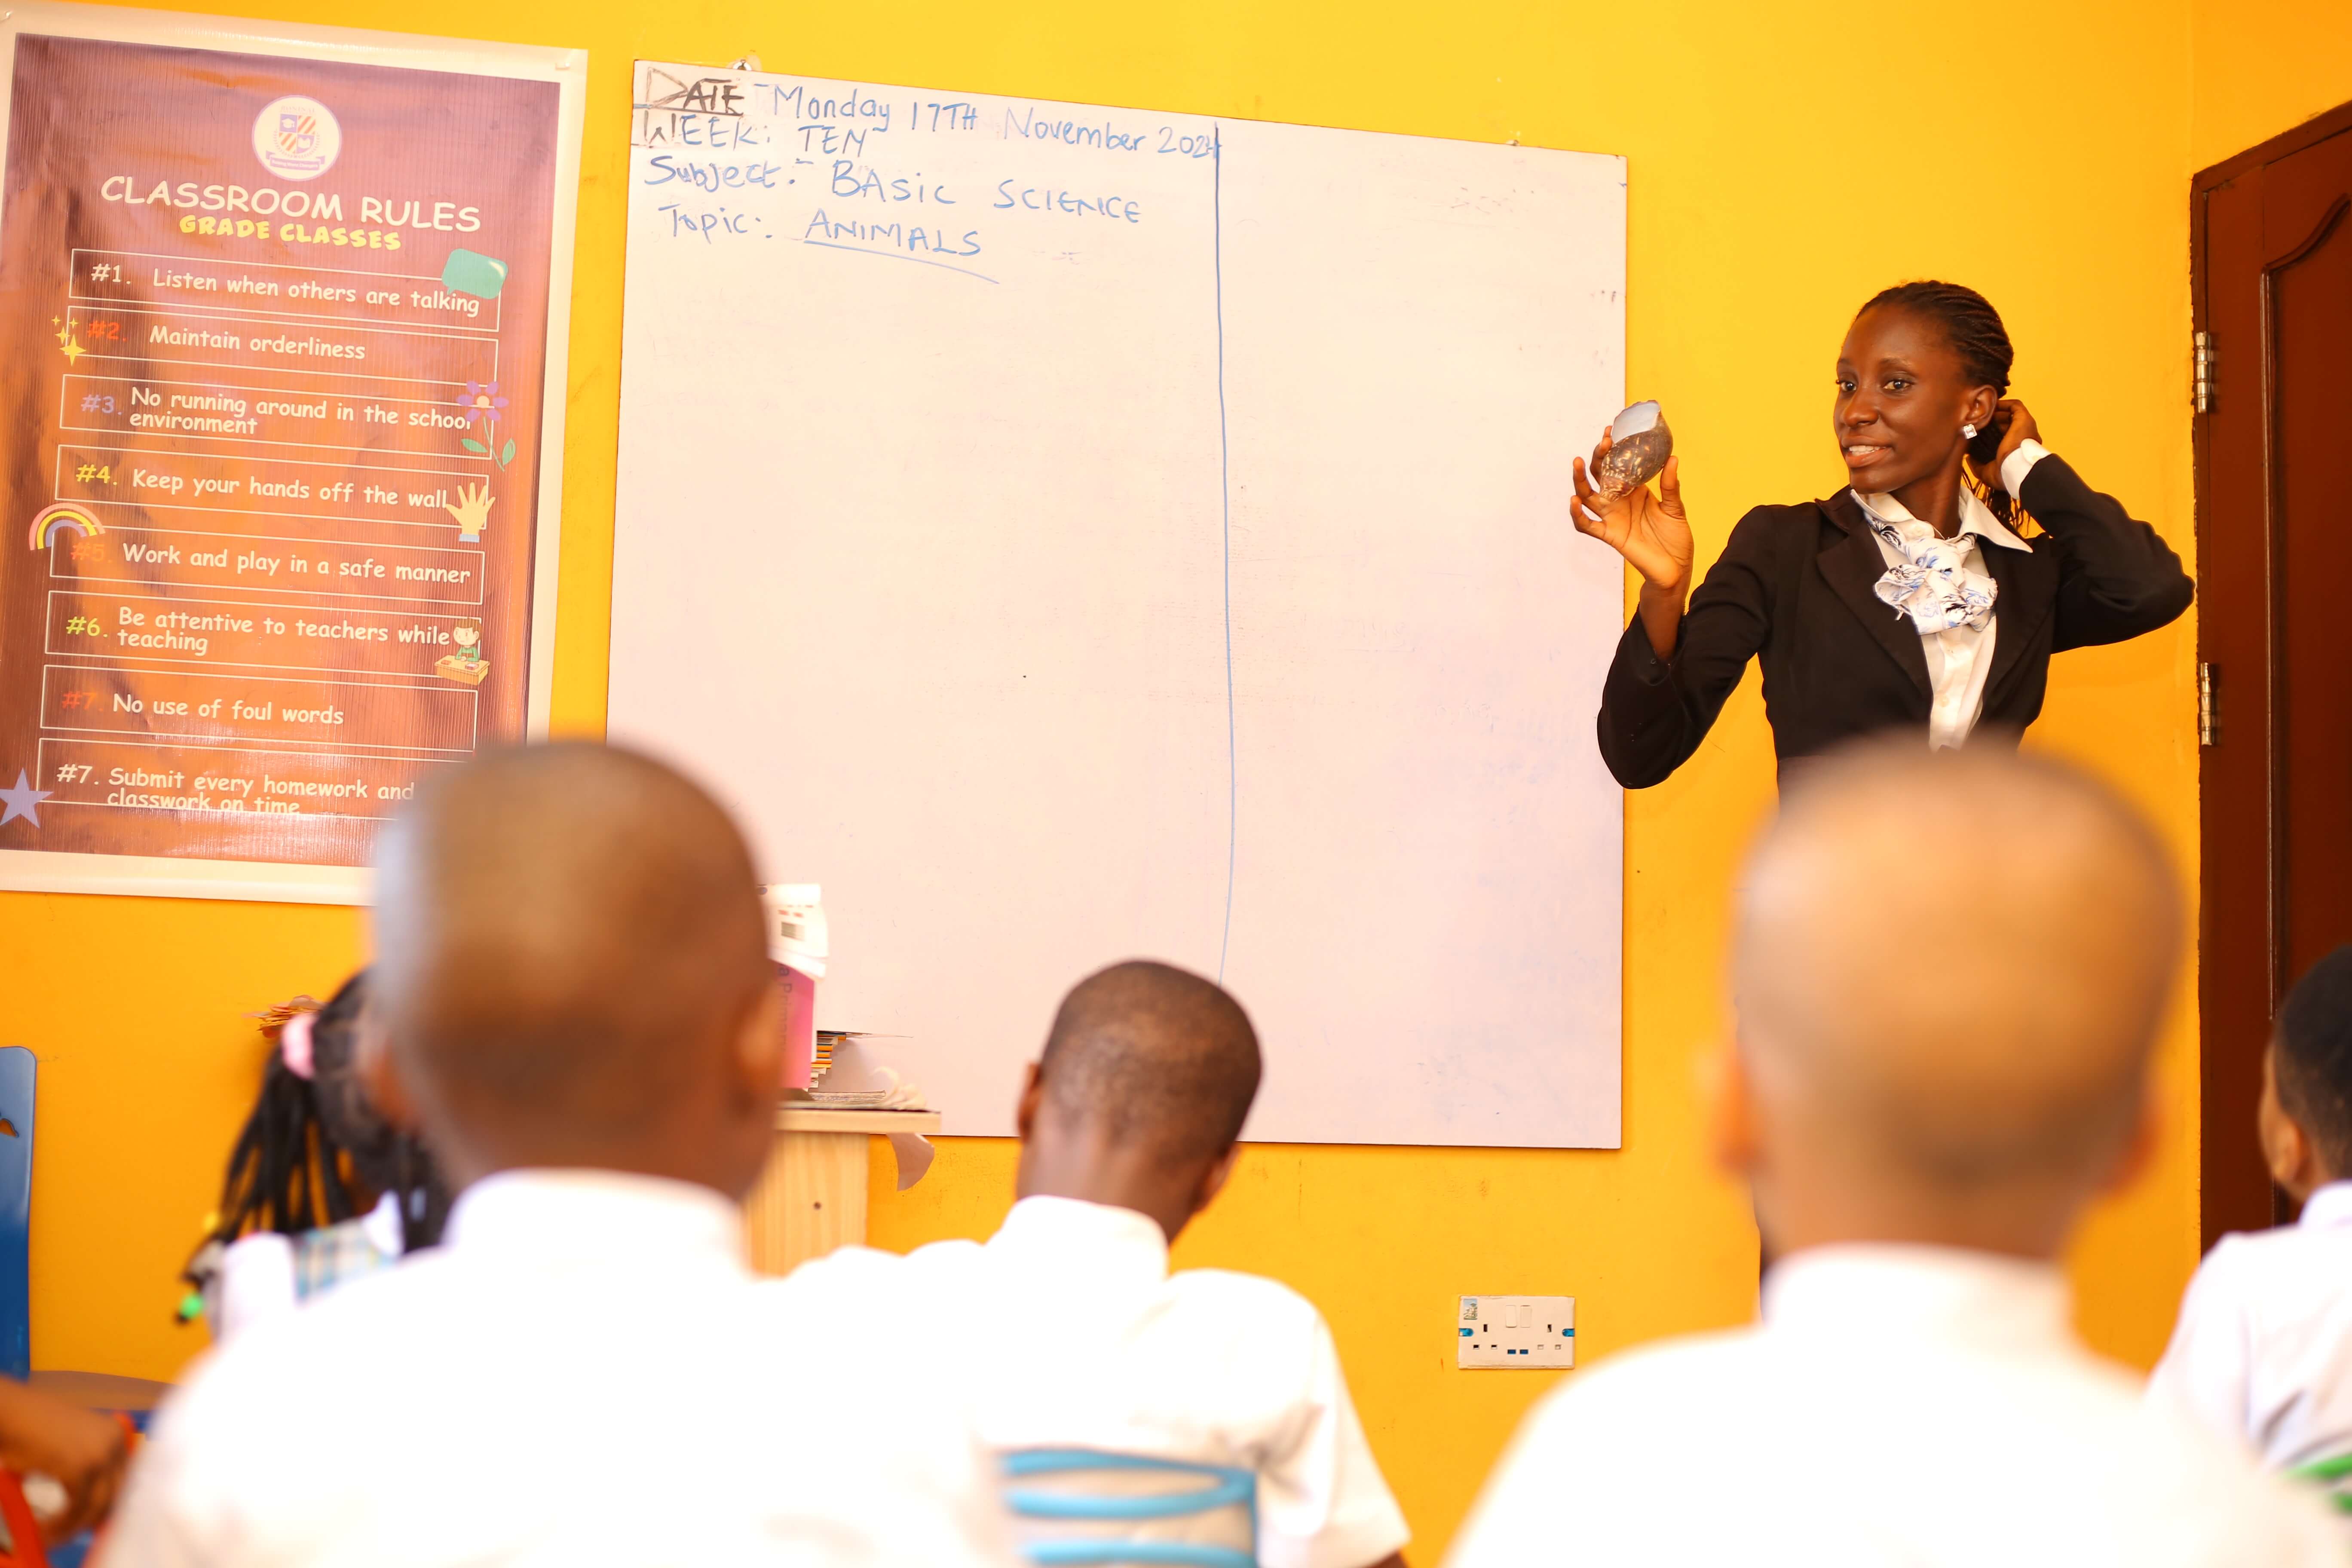 CLASSROOM RULES
GRADE CLASSES
#1. Listen when others are talking
#2. Maintain orderliness
#3. No running around in the school
environment
#4. Keep your hands off the wall
#5. Work and play in a safe manner
#6. Be attentive to teachers while
teaching
#7. No use of foul words
#7. Submit every homework and
classwork on time
DATE - Monday 17TH November 2024
WEEK: TEN
Subject:- BASIC SCIENCE
Topic: ANIMALS